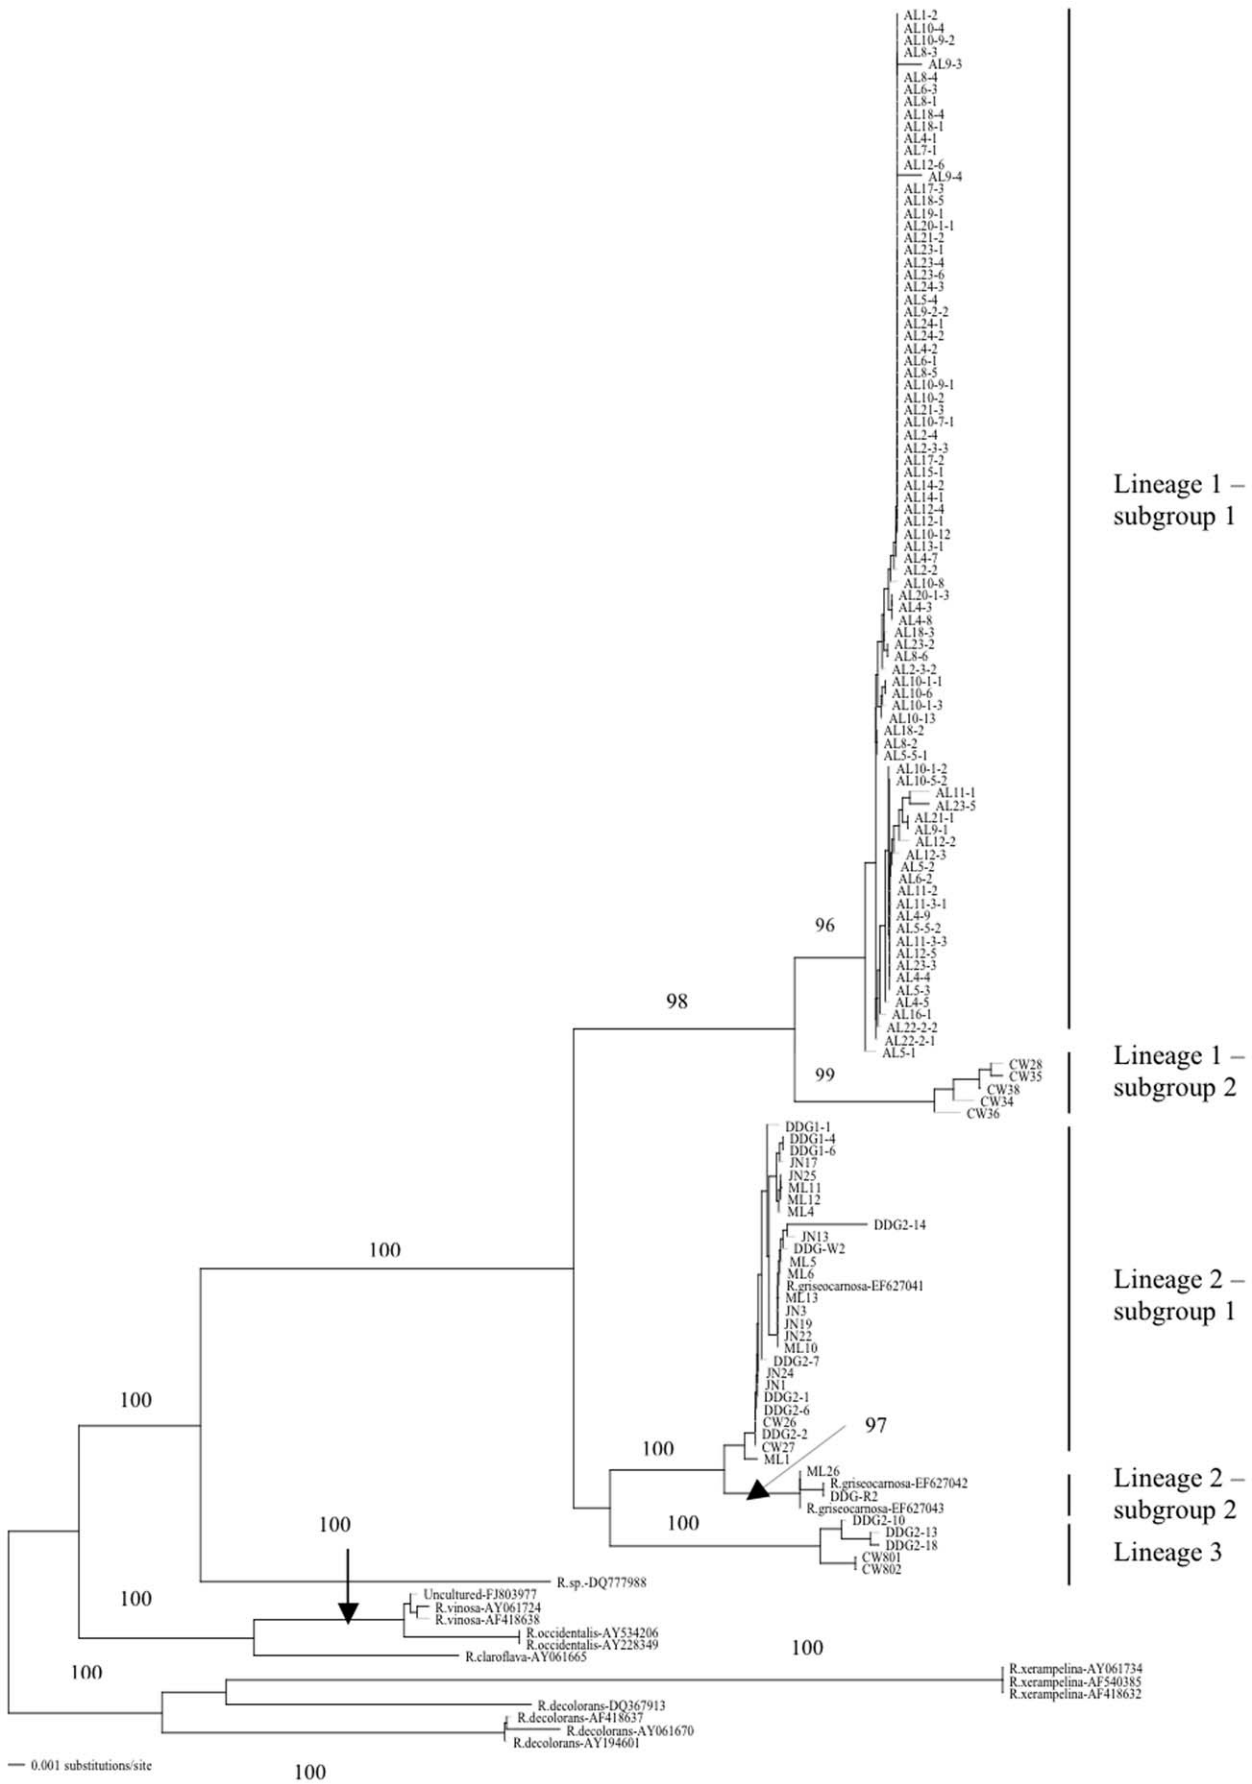 AL1-2
AL10-4
AL10-9-2
AL8-3
AL9-3
AL8-4
AL6-3
AL8-1
AL18-4
AL18-1
AL4-1
AL7-1
AL12-6
AL9-4
AL17-3
AL18-5
AL19-1
AL20-1-1
AL21-2
AL23-1
AL23-4
AL23-6
AL24-3
AL5-4
AL9-2-2
AL24-1
AL24-2
AL4-2
AL6-1
AL8-5
AL10-9-1
AL10-2
AL21-3
AL10-7-1
AL2-4
AL2-3-3
AL17-2
AL15-1
AL14-2
AL14-1
AL12-4
AL12-1
AL10-12
AL13-1
AL4-7
AL2-2
AL10-8
AL20-1-3
AL4-3
AL4-8
AL18-3
AL23-2
AL8-6
AL2-3-2
AL10-1-1
AL10-6
AL10-1-3
AL10-13
AL18-2
AL8-2
AL5-5-1
AL10-1-2
AL10-5-2
AL11-1
AL23-5
AL21-1
AL9-1
AL12-2
AL12-3
AL5-2
AL6-2
AL11-2
AL11-3-1
AL4-9
AL5-5-2
AL11-3-3
AL12-5
AL23-3
AL4-4
AL5-3
AL4-5
AL16-1
AL22-2-2
AL22-2-1
AL5-1
Lineage 1 –
subgroup 1
96
98
99
CW28
CW35
CW38
CW34
CW36
Lineage 1 –
subgroup 2
DDG1-1
DDG1-4
DDG1-6
JN17
JN25
ML11
ML12
ML4
DDG2-14
JN13
DDG-W2
ML5
ML6
R.griseocarnosa-EF627041
ML13
JN3
JN19
JN22
ML10
DDG2-7
JN24
JN1
DDG2-1
DDG2-6
CW26
DDG2-2
CW27
ML1
Lineage 2 –
subgroup 1
100
100
100
97
ML26
R.griseocarnosa-EF627042
DDG-R2
R.griseocarnosa-EF627043
Lineage 2 –
subgroup 2
100
DDG2-10
DDG2-13
DDG2-18
CW801
CW802
Lineage 3
100
R.sp.-DQ777988
100
Uncultured-FJ803977
R.vinosa-AY061724
R.vinosa-AF418638
R.occidentalis-AY534206
R.occidentalis-AY228349
R.claroflava-AY061665
100
100
R.xerampelina-AY061734
R.xerampelina-AF540385
R.xerampelina-AF418632
R.decolorans-DQ367913
R.decolorans-AF418637
R.decolorans-AY061670
R.decolorans-AY194601
0.001 substitutions/site
100